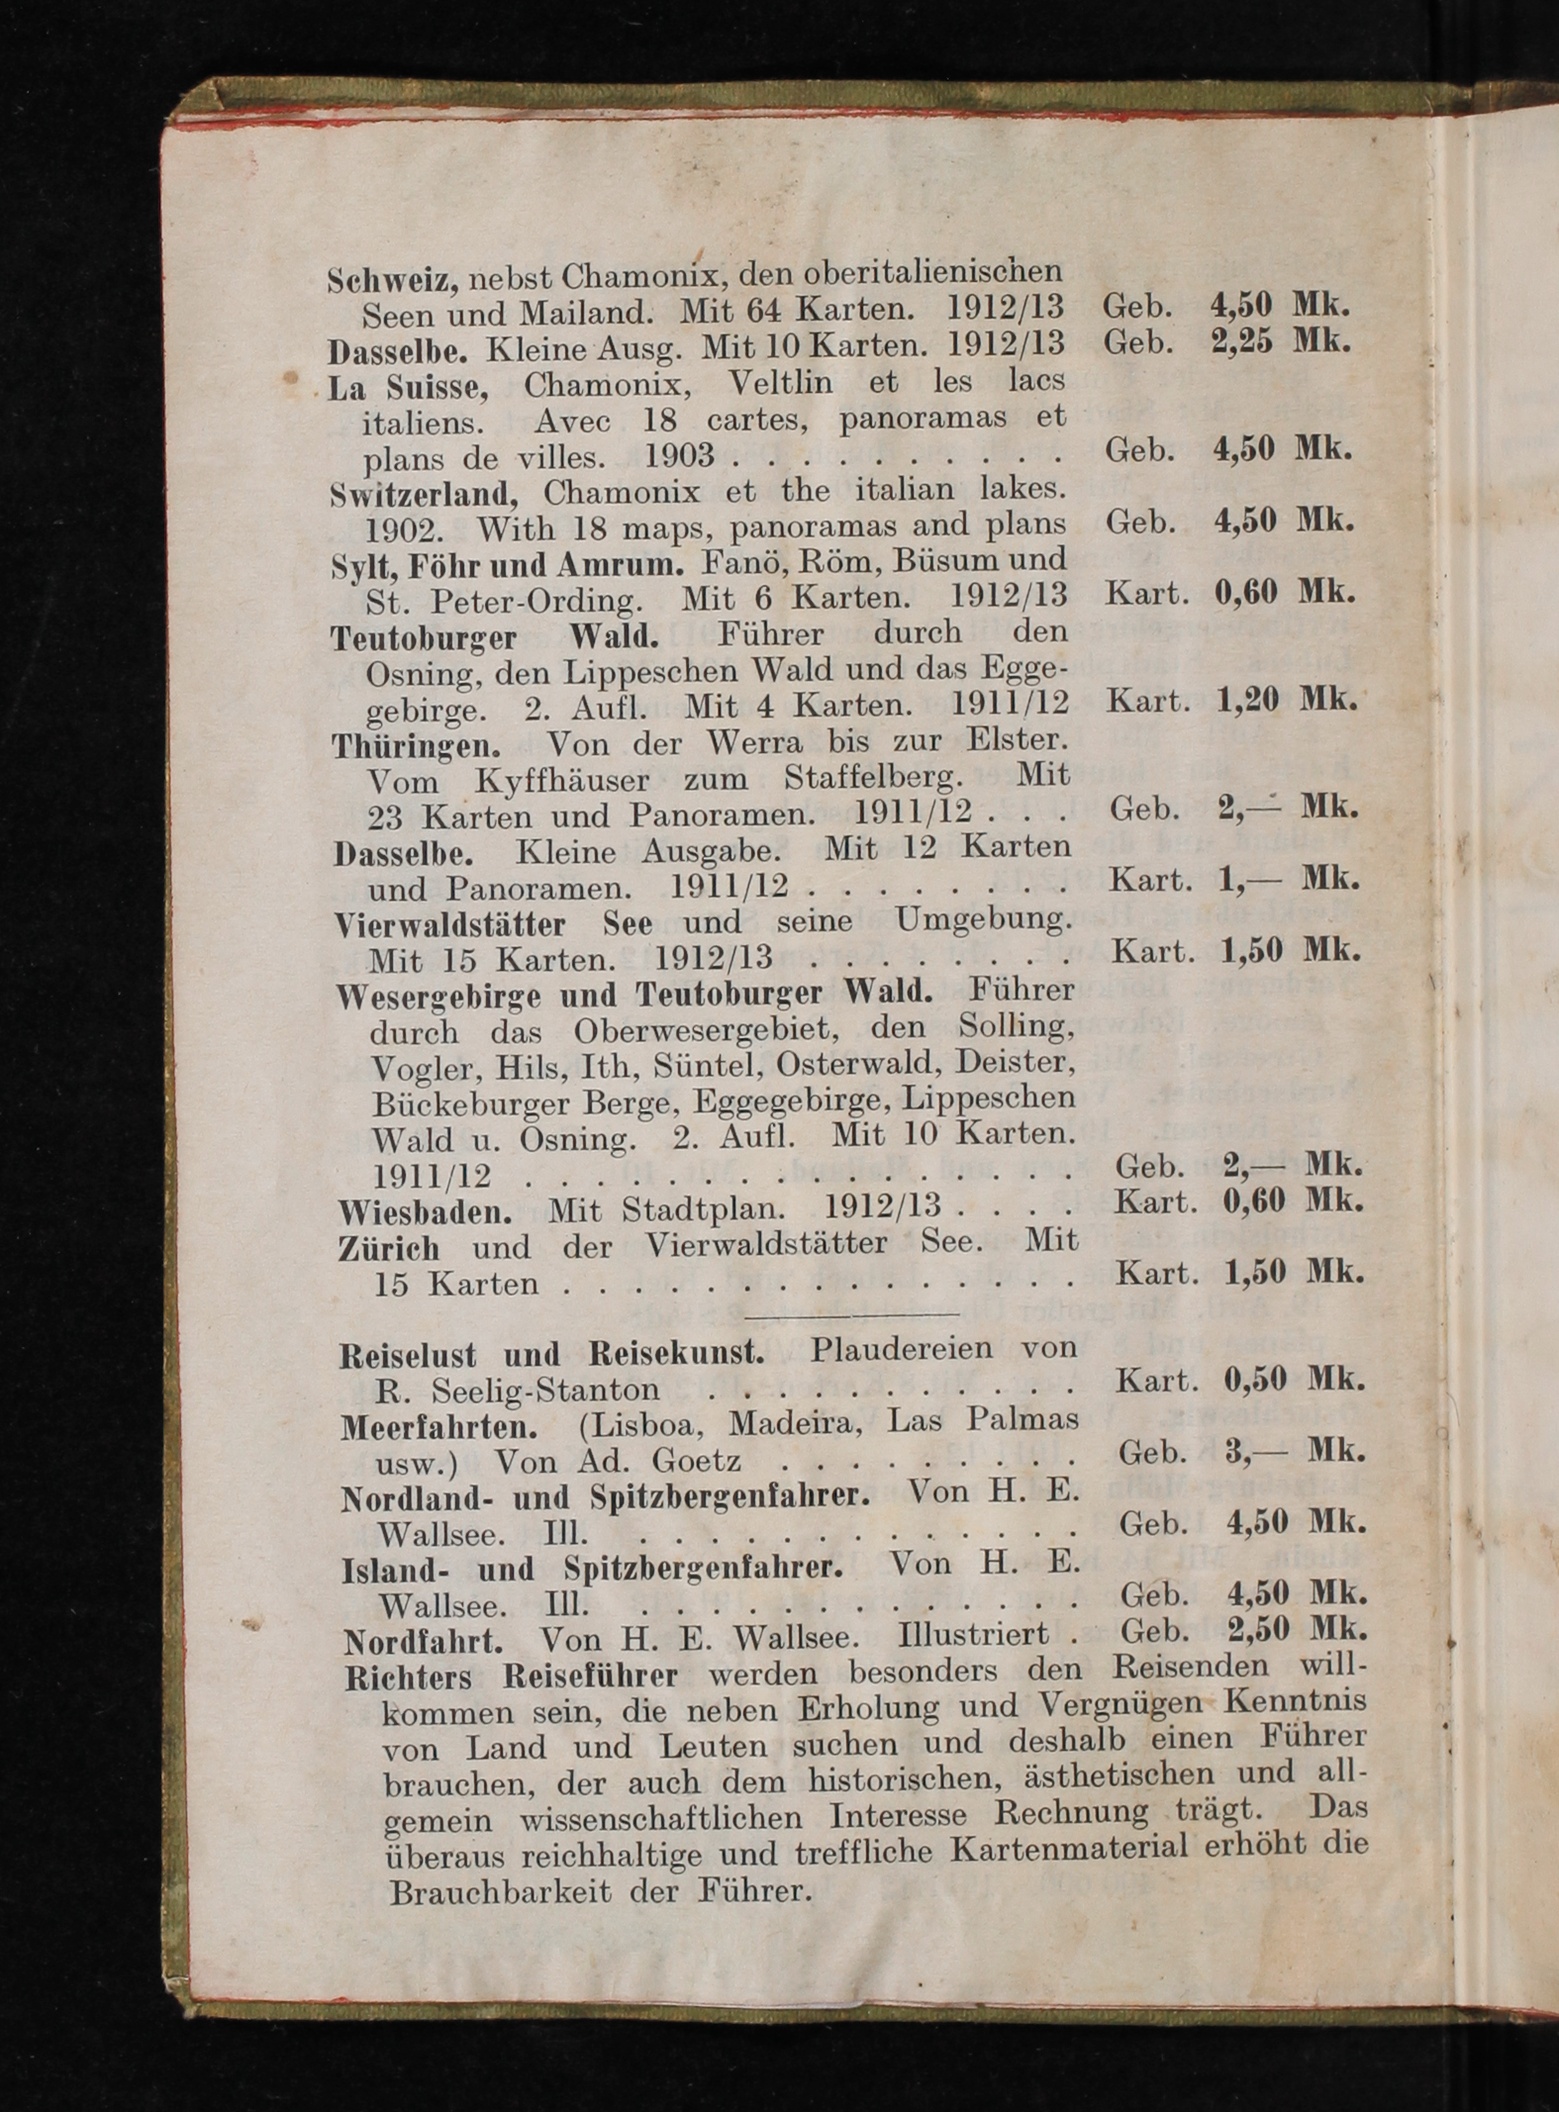 Schweiz, nebst Chamonix, den oberitalienischen
Seen und Mailand. Mit 64 Karten. 1912/13 Geb. 4,50 Mk.
Dasselbe. Kleine Ausg. Mit 10 Karten. 1912/13 Geb. 2,25 Mk.
La Suisse, Chamonix, Veltlin et les lacs
italiens. Avec 18 cartes, panoramas et
plans de villes. 1903 . . . . . . . . . . Geb. 4,50 Mk.
Switzerland, Chamonix et the italian lakes.
1902. With 18 maps, panoramas and plans Geb. 4,50 Mk.
Sylt, Föhr und Amrum. Fanö, Röm, Büsum und
St. Peter-Ording. Mit 6 Karten. 1912/13 Kart. 0,60 Mk.
Teutoburger Wald. Führer durch den
Osning, den Lippeschen Wald und das Egge-
gebirge. 2. Aufl. Mit 4 Karten. 1911/12 Kart. 1,20 Mk.
Thüringen. Von der Werra bis zur Elster.
Vom Kyffhäuser zum Staffelberg. Mit
23 Karten und Panoramen. 1911/12 . . . Geb. 2,— Mk.
Dasselbe. Kleine Ausgabe. Mit 12 Karten
und Panoramen. 1911/12 . . . . . . . . Kart. 1,— Mk.
Vierwaldstätter See und seine Umgebung.
Mit 15 Karten. 1912/13 . . . . . . . . Kart. 1,50 Mk.
Wesergebirge und Teutoburger Wald. Führer
durch das Oberwesergebiet, den Solling,
Vogler, Hils, Ith, Süntel, Osterwald, Deister,
Bückeburger Berge, Eggegebirge, Lippeschen
Wald u. Osning. 2. Aufl. Mit 10 Karten.
1911/12 . . . . . . . . . . . . . . . . Geb. 2,— Mk.
Wiesbaden. Mit Stadtplan. 1912/13 . . . . Kart. 0,60 Mk.
Zürich und der Vierwaldstätter See. Mit
15 Karten . . . . . . . . . . . . . . . Kart. 1,50 Mk.
Reiselust und Reisekunst. Plaudereien von
R. Seelig-Stanton . . . . . . . . . . . Kart. 0,50 Mk.
Meerfahrten. (Lisboa, Madeira, Las Palmas
usw.) Von Ad. Goetz . . . . . . . . . Geb. 3,— Mk.
Nordland- und Spitzbergenfahrer. Von H. E.
Wallsee. Ill. . . . . . . . . . . . . . Geb. 4,50 Mk.
Island- und Spitzbergenfahrer. Von H. E.
Wallsee. Ill. . . . . . . . . . . . . . Geb. 4,50 Mk.
Nordfahrt. Von H. E. Wallsee. Illustriert . Geb. 2,50 Mk.
Richters Reiseführer werden besonders den Reisenden will-
kommen sein, die neben Erholung und Vergnügen Kenntnis
von Land und Leuten suchen und deshalb einen Führer
brauchen, der auch dem historischen, ästhetischen und all-
gemein wissenschaftlichen Interesse Rechnung trägt. Das
überaus reichhaltige und treffliche Kartenmaterial erhöht die
Brauchbarkeit der Führer.